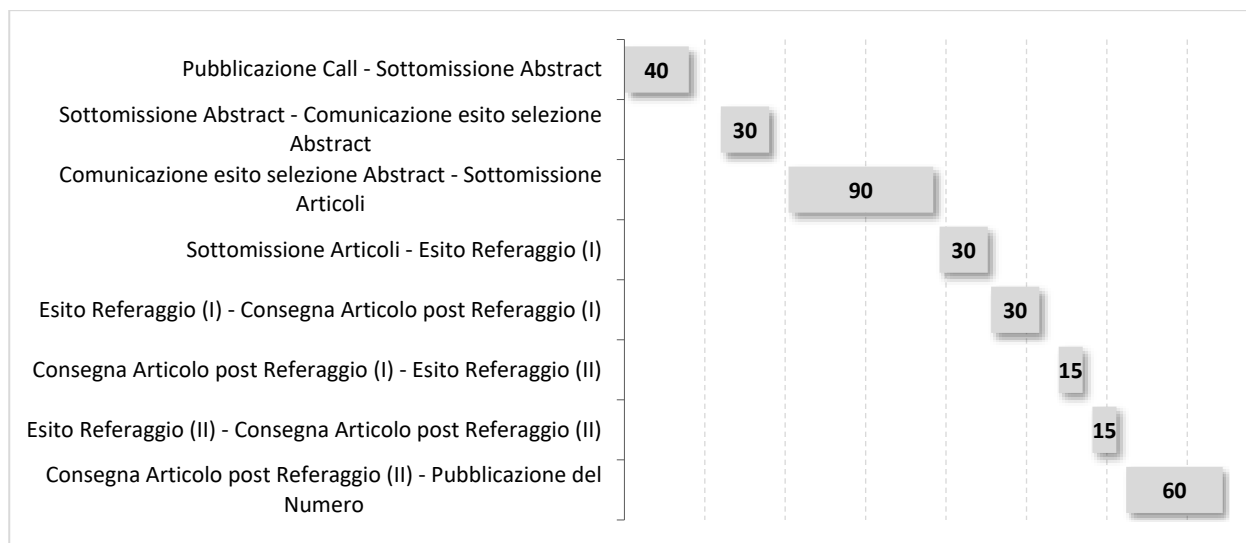 Pubblicazione Call - Sottomissione Abstract
40
Sottomissione Abstract - Comunicazione esito selezione
Abstract
30
Comunicazione esito selezione Abstract - Sottomissione
Articoli
90
Sottomissione Articoli - Esito Referaggio (I)
30
Esito Referaggio (I) - Consegna Articolo post Referaggio (I)
30
Consegna Articolo post Referaggio (I) - Esito Referaggio (II)
15
Esito Referaggio (II) - Consegna Articolo post Referaggio (II)
15
Consegna Articolo post Referaggio (II) - Pubblicazione del
Numero
60